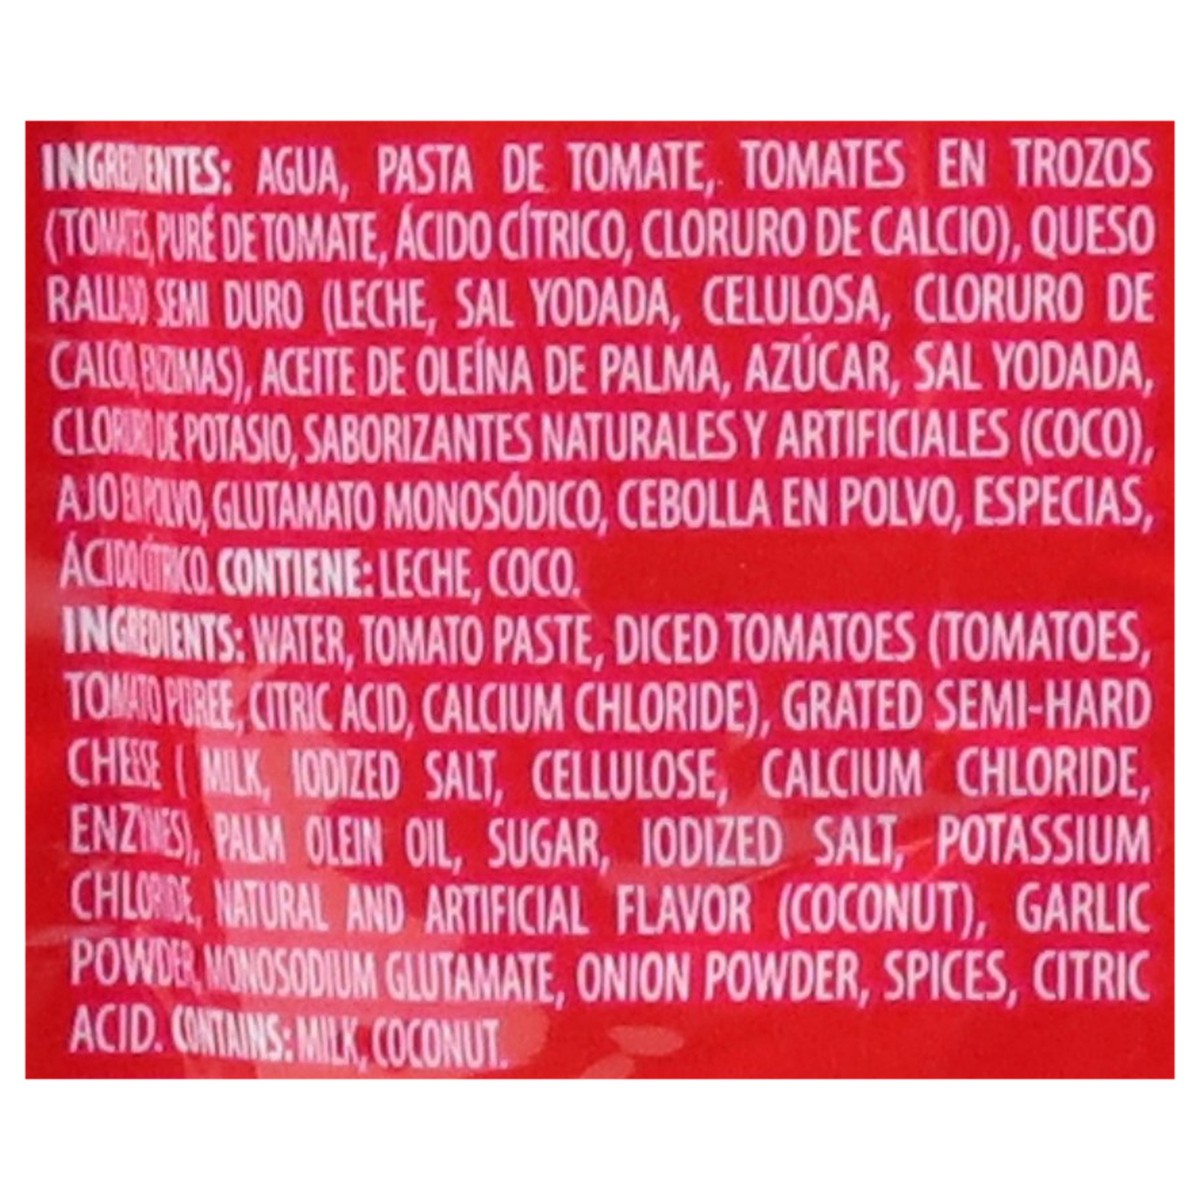 INGREDIENTES: AGUA, PASTA DE TOMATE, TOMATES EN TROZOS
(TOMATES, PURÉ DE TOMATE, ÁCIDO CÍTRICO, CLORURO DE CALCIO), QUESO
RALLADO SEMI DURO (LECHE, SAL YODADA, CELULOSA, CLORURO DE
CALCIO, ENZIMAS), ACEITE DE OLEÍNA DE PALMA, AZÚCAR, SAL YODADA,
CLORURO DE POTASIO, SABORIZANTES NATURALES Y ARTIFICIALES (COCO),
AJO EN POLVO, GLUTAMATO MONOSÓDICO, CEBOLLA EN POLVO, ESPECIAS,
ÁCIDO CÍTRICO. CONTIENE: LECHE, COCO.
INGREDIENTS: WATER, TOMATO PASTE, DICED TOMATOES (TOMATOES,
TOMATO PUREE, CITRIC ACID, CALCIUM CHLORIDE), GRATED SEMI-HARD
CHEESE ( MILK, IODIZED SALT, CELLULOSE, CALCIUM CHLORIDE,
ENZYMES), PALM OLEIN OIL, SUGAR, IODIZED SALT, POTASSIUM
CHLORIDE, NATURAL AND ARTIFICIAL FLAVOR (COCONUT), GARLIC
POWDER, MONOSODIUM GLUTAMATE, ONION POWDER, SPICES, CITRIC
ACID. CONTAINS: MILK, COCONUT.